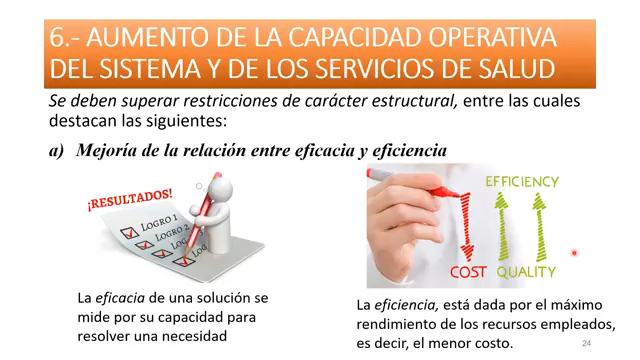 6.- AUMENTO DE LA CAPACIDAD OPERATIVA
DEL SISTEMA Y DE LOS SERVICIOS DE SALUD
Se deben superar restricciones de carácter estructural, entre las cuales
destacan las siguientes:
a) Mejoría de la relación entre eficacia y eficiencia
¡RESULTADOS!
LOGRO 1
LOGRO 2
LOGRO 3
La eficacia de una solución se
mide por su capacidad para
resolver una necesidad
EFFICIENCY
COST QUALITY
La eficiencia, está dada por el máximo
rendimiento de los recursos empleados,
es decir, el menor costo.
24